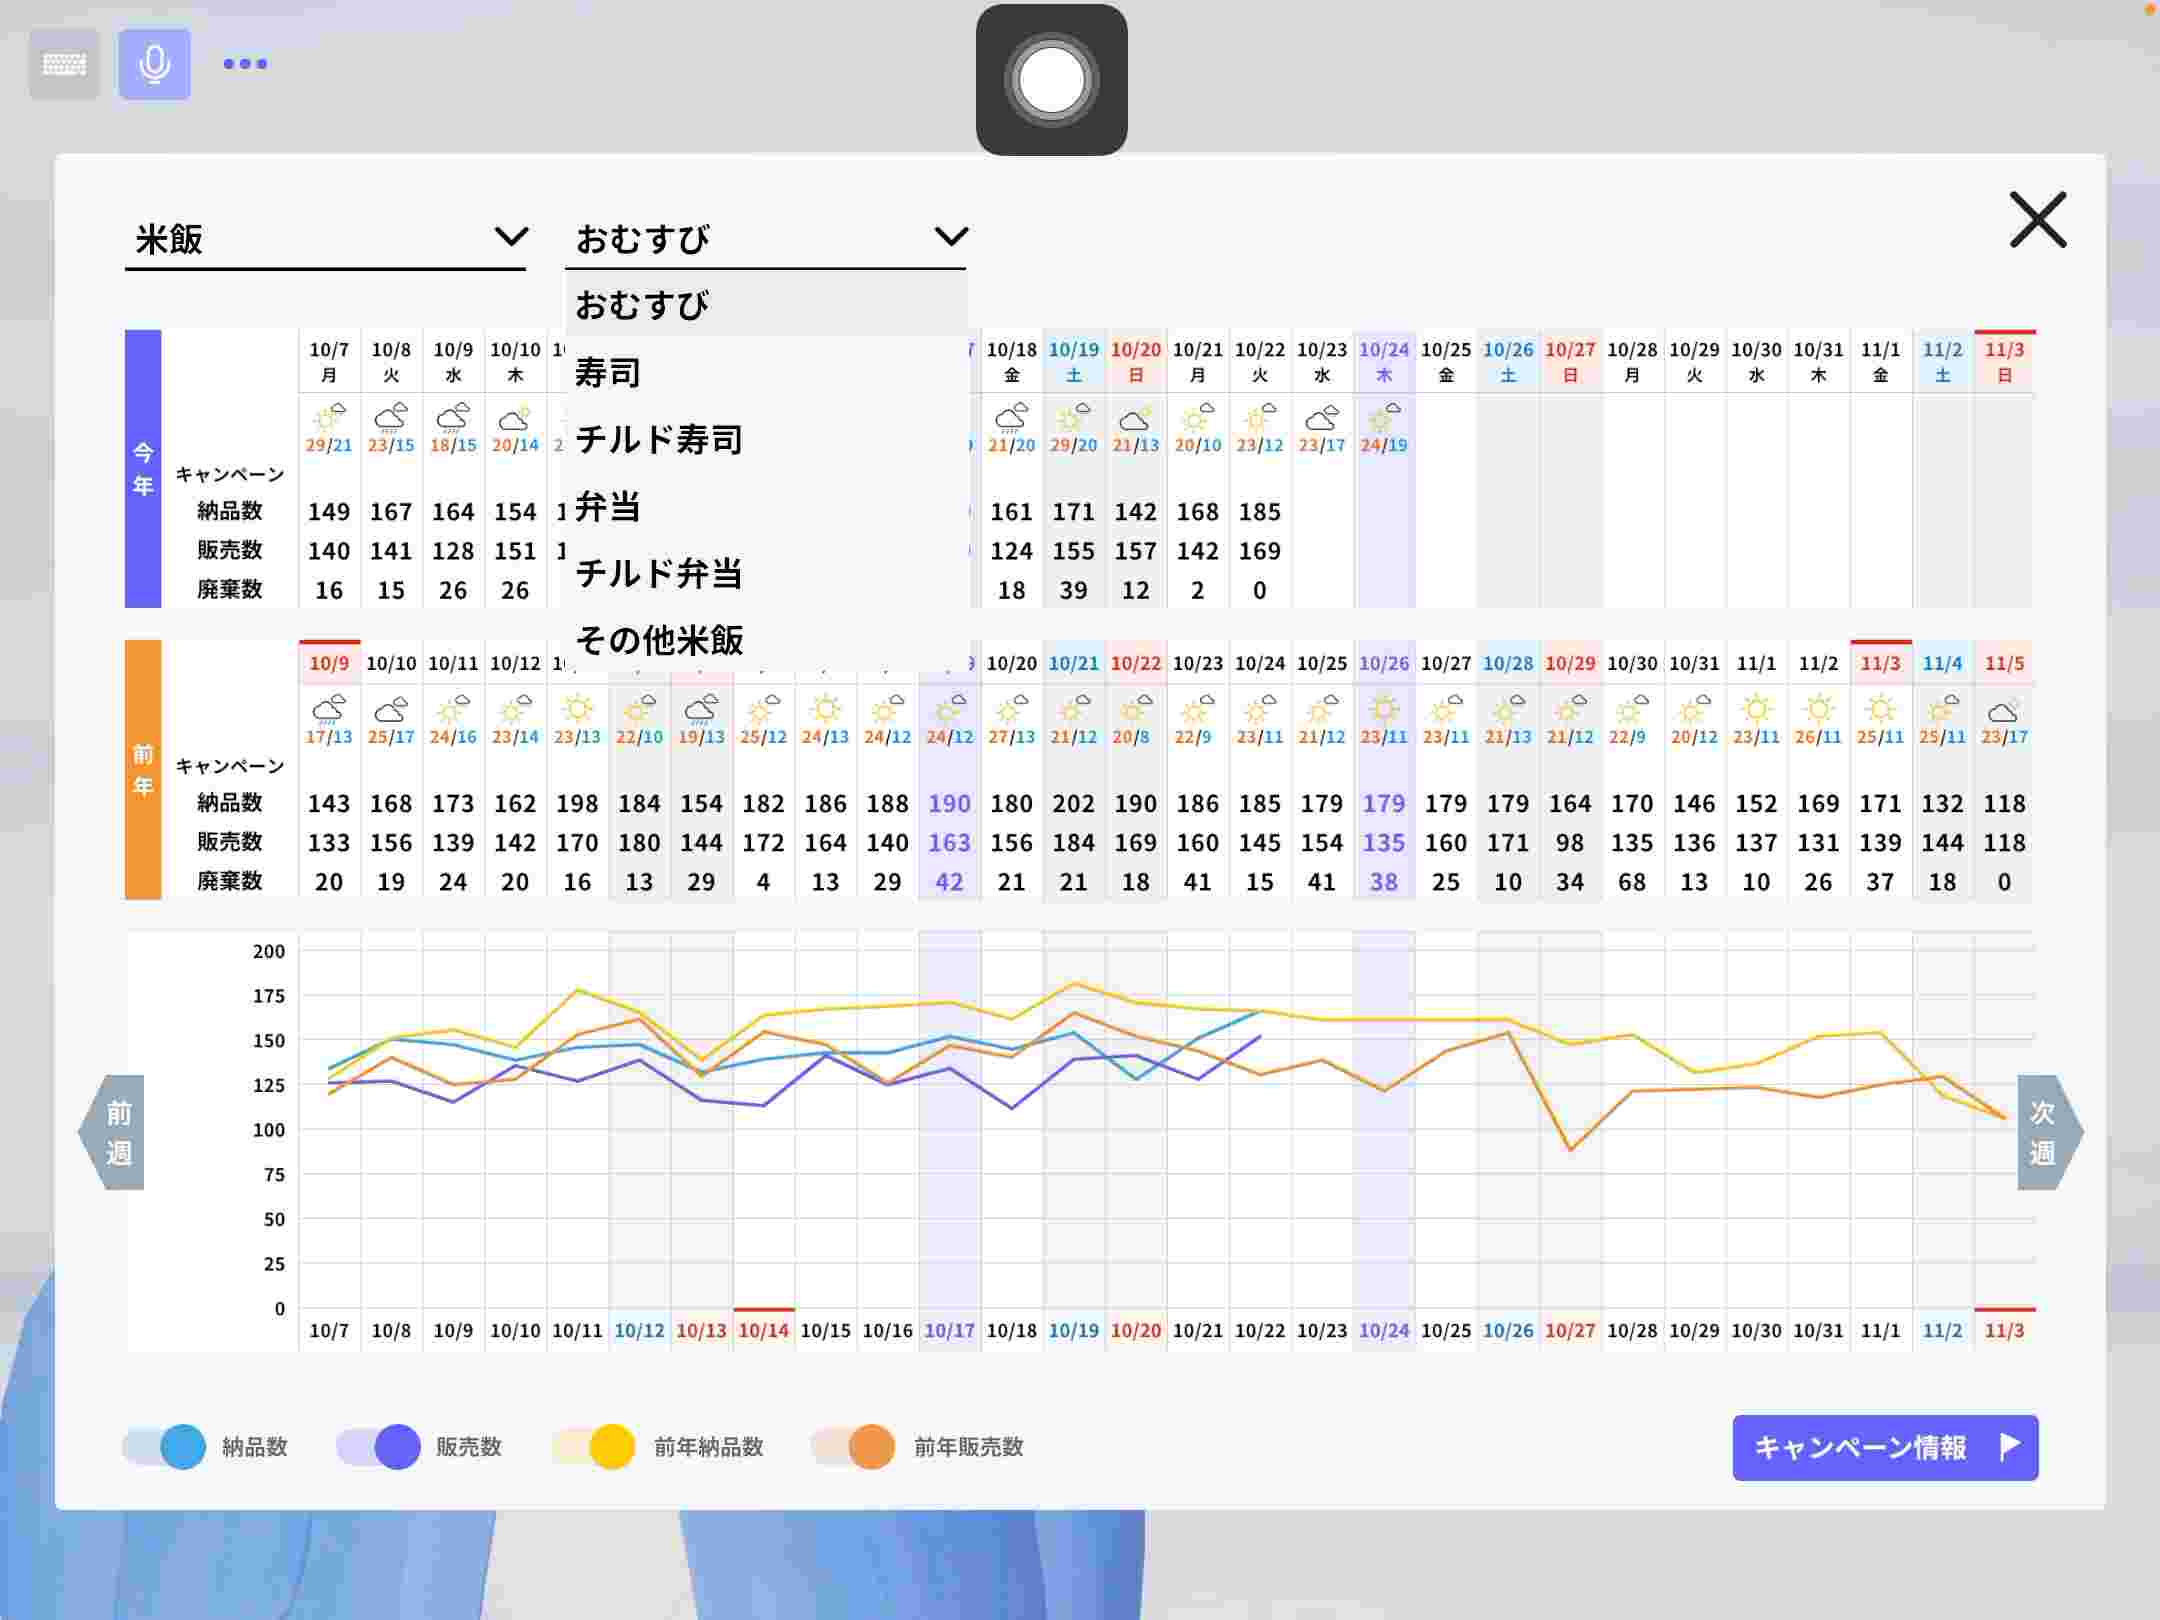 米飯 おむすび
おむすび
寿司
チルド寿司
弁当
チルド弁当
その他米飯
今年
10/7 10/8 10/9 10/10 10/18 10/19 10/20 10/21 10/22 10/23 10/24 10/25 10/26 10/27 10/28 10/29 10/30 10/31 11/1 11/2 11/3
月 火 水 木 金 土 日 月 火 水 木 金 土 日 月 火 水 木 金 土 日
29/21 23/15 18/15 20/14 21/20 29/20 21/13 20/10 23/12 23/17 24/19
キャンペーン
納品数 149 167 164 154 161 171 142 168 185
販売数 140 141 128 151 124 155 157 142 169
廃棄数 16 15 26 26 18 39 12 2 0
前年
10/9 10/10 10/11 10/12 10/20 10/21 10/22 10/23 10/24 10/25 10/26 10/27 10/28 10/29 10/30 10/31 11/1 11/2 11/3 11/4 11/5
17/13 25/17 24/16 23/14 23/13 22/10 19/13 25/12 24/13 24/12 24/12 27/13 21/12 20/8 22/9 23/11 21/12 23/11 23/11 21/13 21/12 22/9 20/12 23/11 26/11 25/11 25/11 23/17
キャンペーン
納品数 143 168 173 162 198 184 154 182 186 188 190 180 202 190 186 185 179 179 179 179 164 170 146 152 169 171 132 118
販売数 133 156 139 142 170 180 144 172 164 140 163 156 184 169 160 145 154 135 160 171 98 135 136 137 131 139 144 118
廃棄数 20 19 24 20 16 13 29 4 13 29 42 21 21 18 41 15 41 38 25 10 34 68 13 10 26 37 18 0
200
175
150
125
100
75
50
25
0
前週
次週
10/7 10/8 10/9 10/10 10/11 10/12 10/13 10/14 10/15 10/16 10/17 10/18 10/19 10/20 10/21 10/22 10/23 10/24 10/25 10/26 10/27 10/28 10/29 10/30 10/31 11/1 11/2 11/3
納品数 販売数 前年納品数 前年販売数
キャンペーン情報